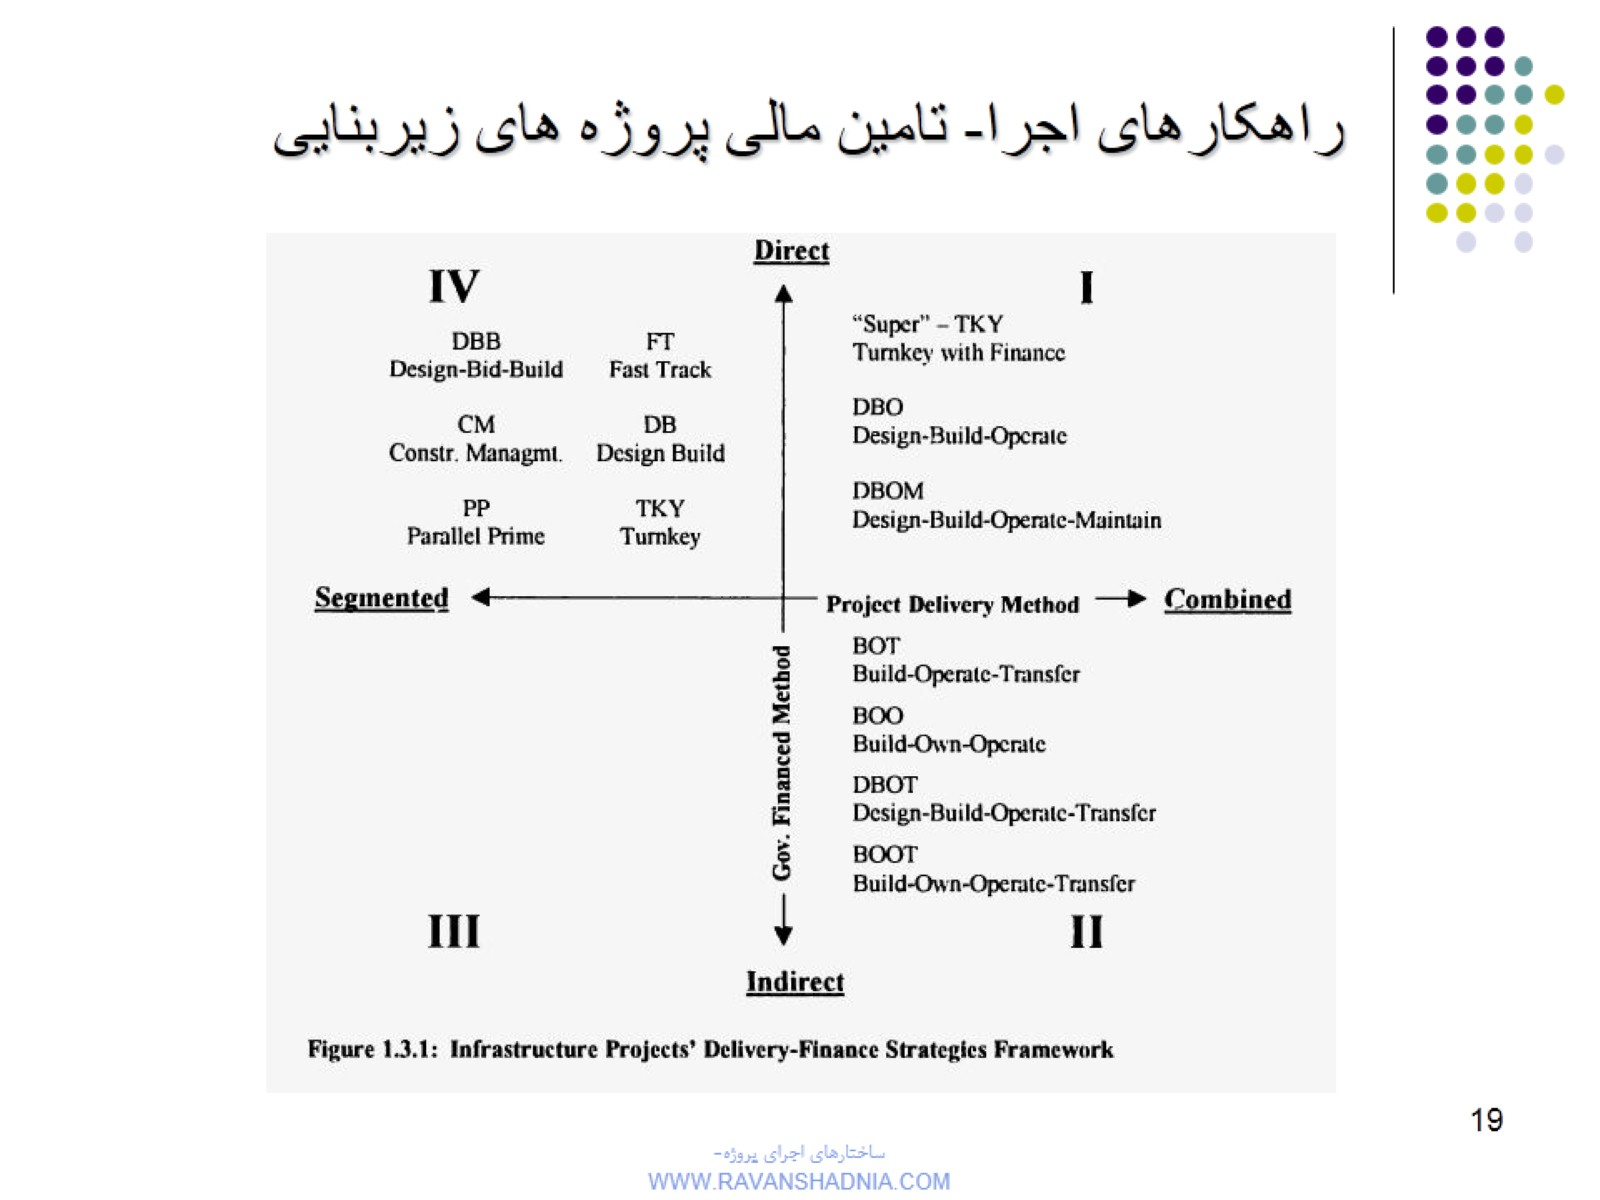 راهکارهای اجرا- تامین مالی پروژه های زیربنایی
Direct
IV
I
DBB
Design-Bid-Build
FT
Fast Track
CM
Constr. Managmt.
DB
Design Build
PP
Parallel Prime
TKY
Turnkey
“Super” – TKY
Turnkey with Finance
DBO
Design-Build-Operate
DBOM
Design-Build-Operate-Maintain
Segmented
Project Delivery Method
Combined
Gov. Financed Method
BOT
Build-Operate-Transfer
BOO
Build-Own-Operate
DBOT
Design-Build-Operate-Transfer
BOOT
Build-Own-Operate-Transfer
III
II
Indirect
Figure 1.3.1: Infrastructure Projects’ Delivery-Finance Strategies Framework
19
ساختارهای اجرای پروژه-
WWW.RAVANSHADNIA.COM